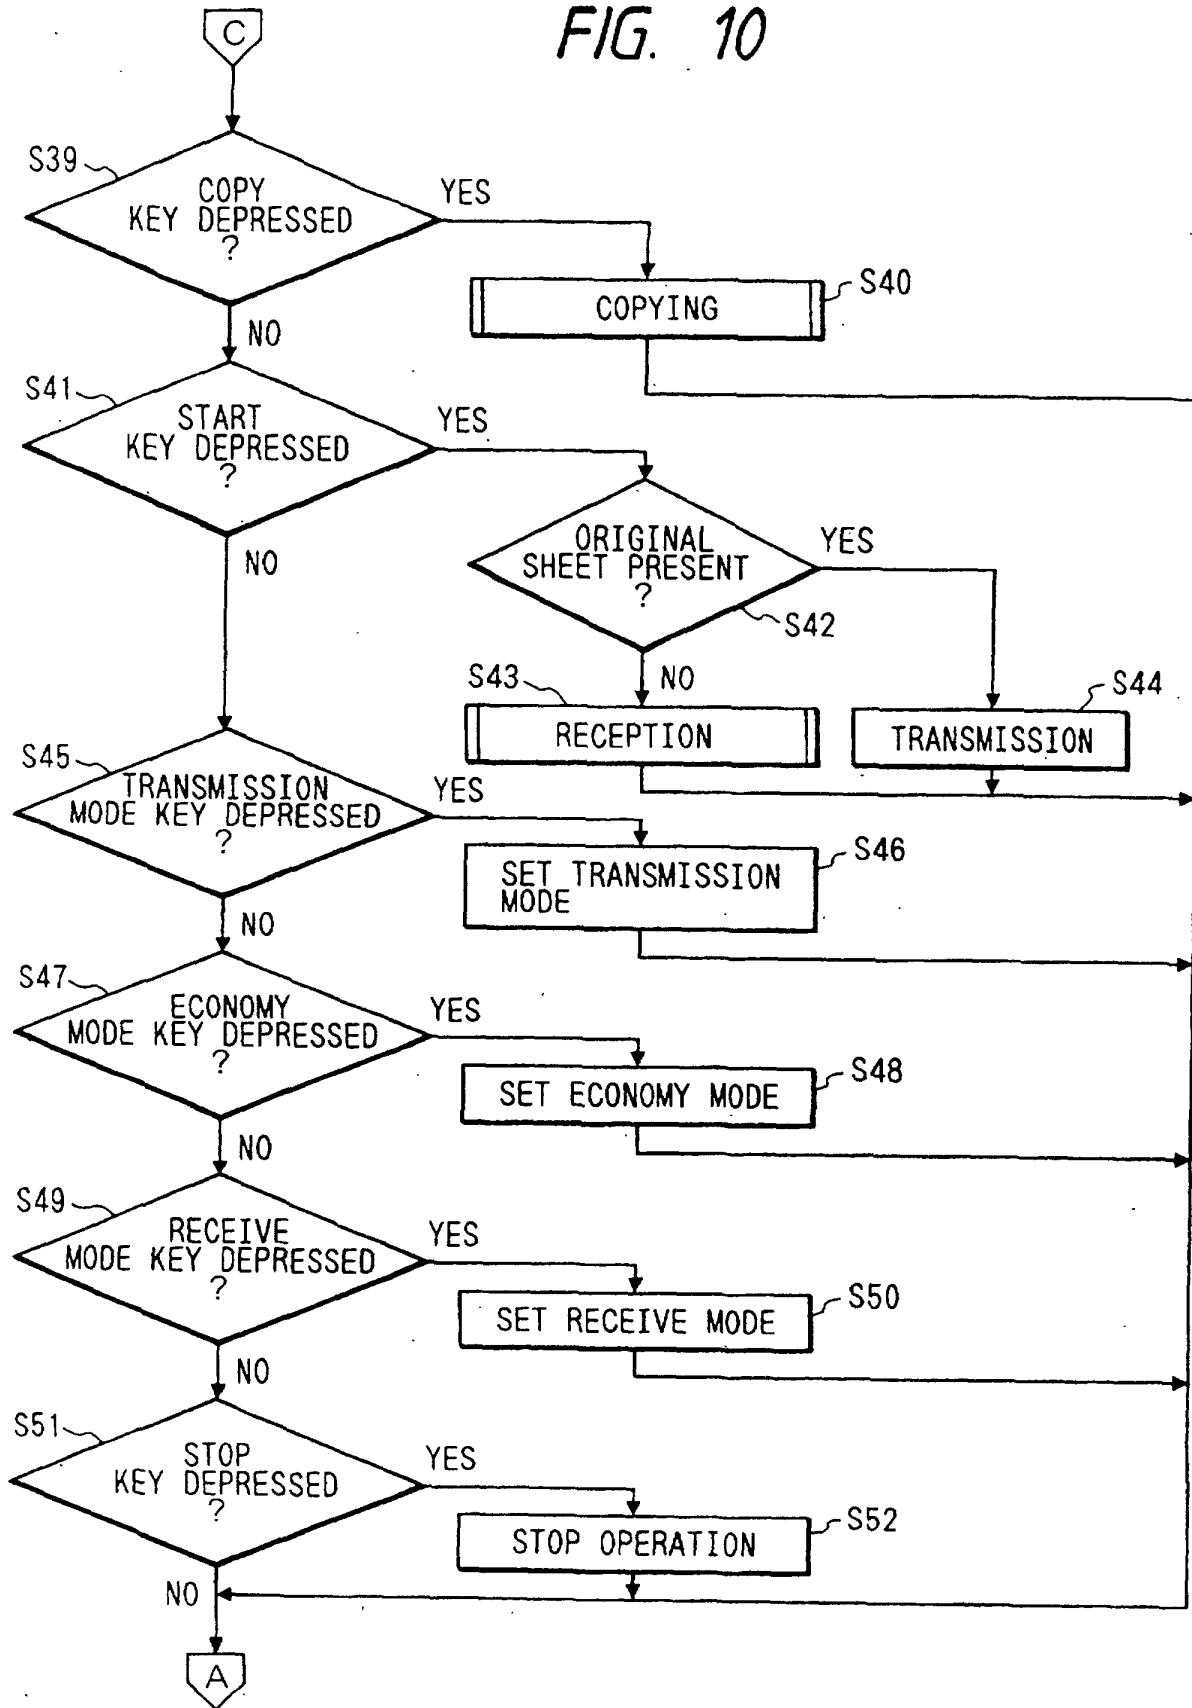 FIG. 10
C
S39
COPY
KEY DEPRESSED
?
YES
NO
COPYING
S40
S41
START
KEY DEPRESSED
?
YES
NO
ORIGINAL
SHEET PRESENT
?
YES
S42
NO
S43
RECEPTION
S44
TRANSMISSION
S45
TRANSMISSION
MODE KEY DEPRESSED
?
YES
NO
S46
SET TRANSMISSION
MODE
S47
ECONOMY
MODE KEY DEPRESSED
?
YES
NO
S48
SET ECONOMY MODE
S49
RECEIVE
MODE KEY DEPRESSED
?
YES
NO
S50
SET RECEIVE MODE
S51
STOP
KEY DEPRESSED
?
YES
S52
STOP OPERATION
NO
A